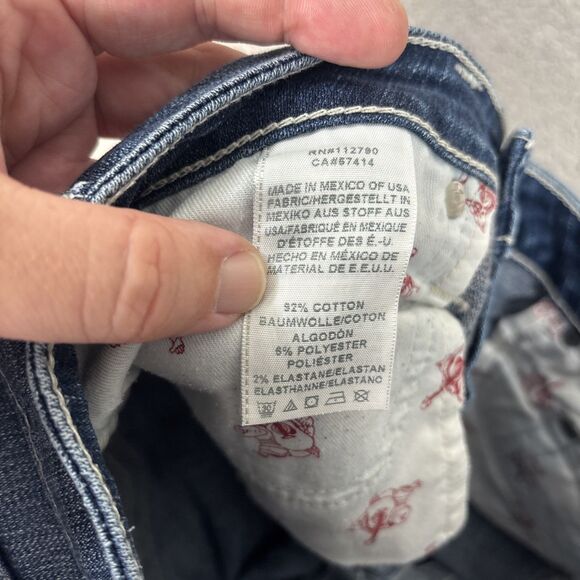 RN#112790
CA#57414
MADE IN MEXICO OF USA
FABRIC/HERGESTELLT IN
MEXIKO AUS STOFF AUS
USA/FABRIQUÉ EN MEXIQUE
D'ÉTOFFE DES É.-U.
HECHO EN MÉXICO DE
MATERIAL DE E.E.U.U.
92% COTTON
BAUMWOLLE/COTON
ALGODÓN
6% POLYESTER
POLIÉSTER
2% ELASTANE/ELASTAN
ELASTHANNE/ELASTANO
30